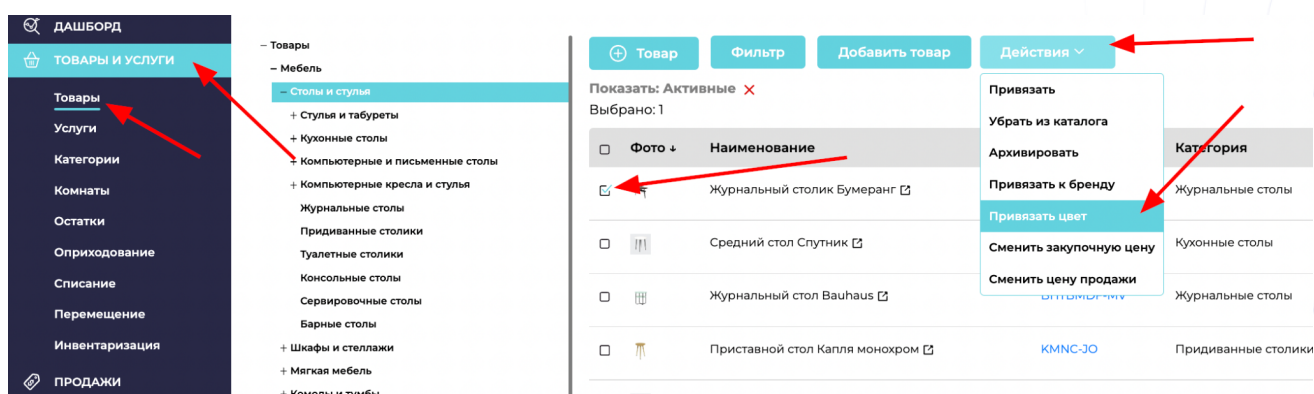 ДАШБОРД
ТОВАРЫ И УСЛУГИ
Товары
Услуги
Категории
Комнаты
Остатки
Оприходование
Списание
Перемещение
Инвентаризация
ПРОДАЖИ
– Товары
– Мебель
– Столы и стулья
+ Стулья и табуреты
+ Кухонные столы
+ Компьютерные и письменные столы
+ Компьютерные кресла и стулья
Журнальные столы
Придиванные столики
Туалетные столики
Консольные столы
Сервировочные столы
Барные столы
+ Шкафы и стеллажи
+ Мягкая мебель
+ Комоды и тумбы
Товар Фильтр Добавить товар Действия
Показать: Активные
Выбрано: 1
Фото ↓ Наименование Категория
Журнальный столик Бумеранг Журнальные столы
Средний стол Спутник Кухонные столы
Журнальный стол Bauhaus Журнальные столы
Приставной стол Капля монохром KMNC-JO Придиванные столики
Привязать
Убрать из каталога
Архивировать
Привязать к бренду
Привязать цвет
Сменить закупочную цену
Сменить цену продажи